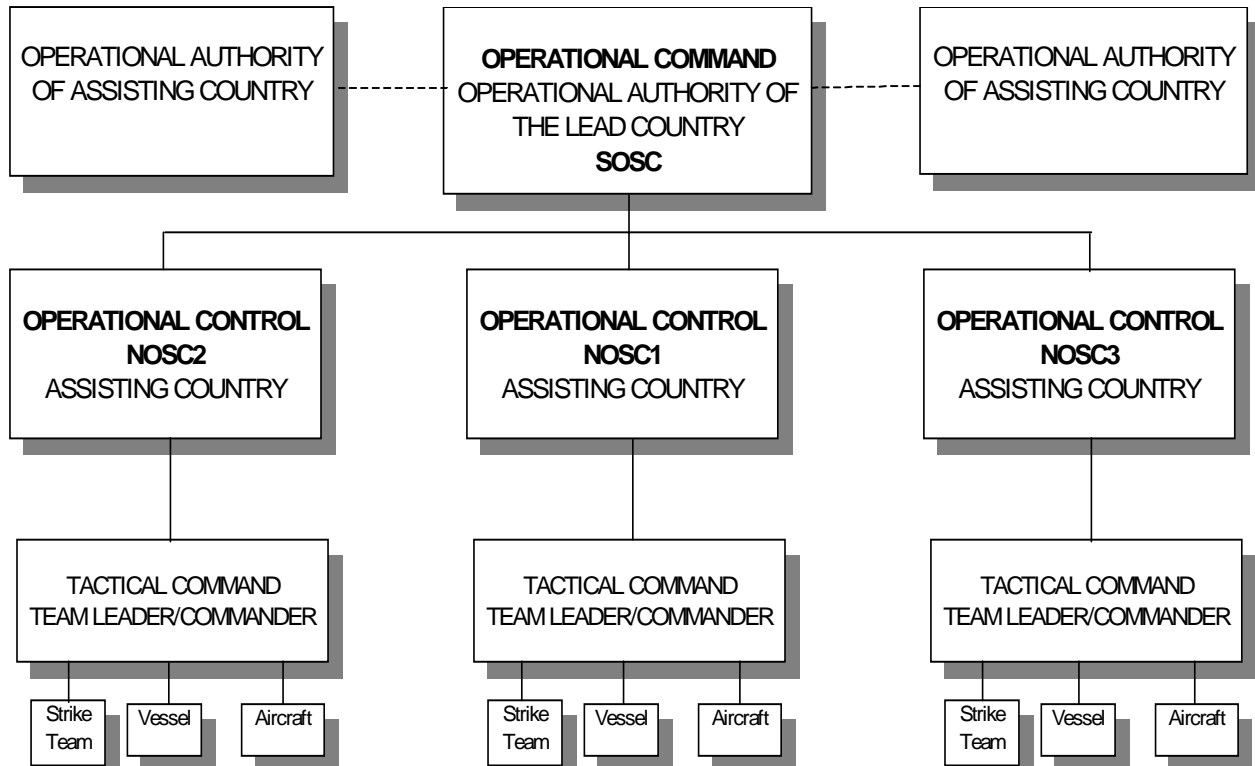 OPERATIONAL AUTHORITY
OF ASSISTING COUNTRY
OPERATIONAL COMMAND
OPERATIONAL AUTHORITY OF
THE LEAD COUNTRY
SOSC
OPERATIONAL AUTHORITY
OF ASSISTING COUNTRY
OPERATIONAL CONTROL
NOSC2
ASSISTING COUNTRY
OPERATIONAL CONTROL
NOSC1
ASSISTING COUNTRY
OPERATIONAL CONTROL
NOSC3
ASSISTING COUNTRY
TACTICAL COMMAND
TEAM LEADER/COMMANDER
TACTICAL COMMAND
TEAM LEADER/COMMANDER
TACTICAL COMMAND
TEAM LEADER/COMMANDER
Strike
Team
Vessel
Aircraft
Strike
Team
Vessel
Aircraft
Strike
Team
Vessel
Aircraft